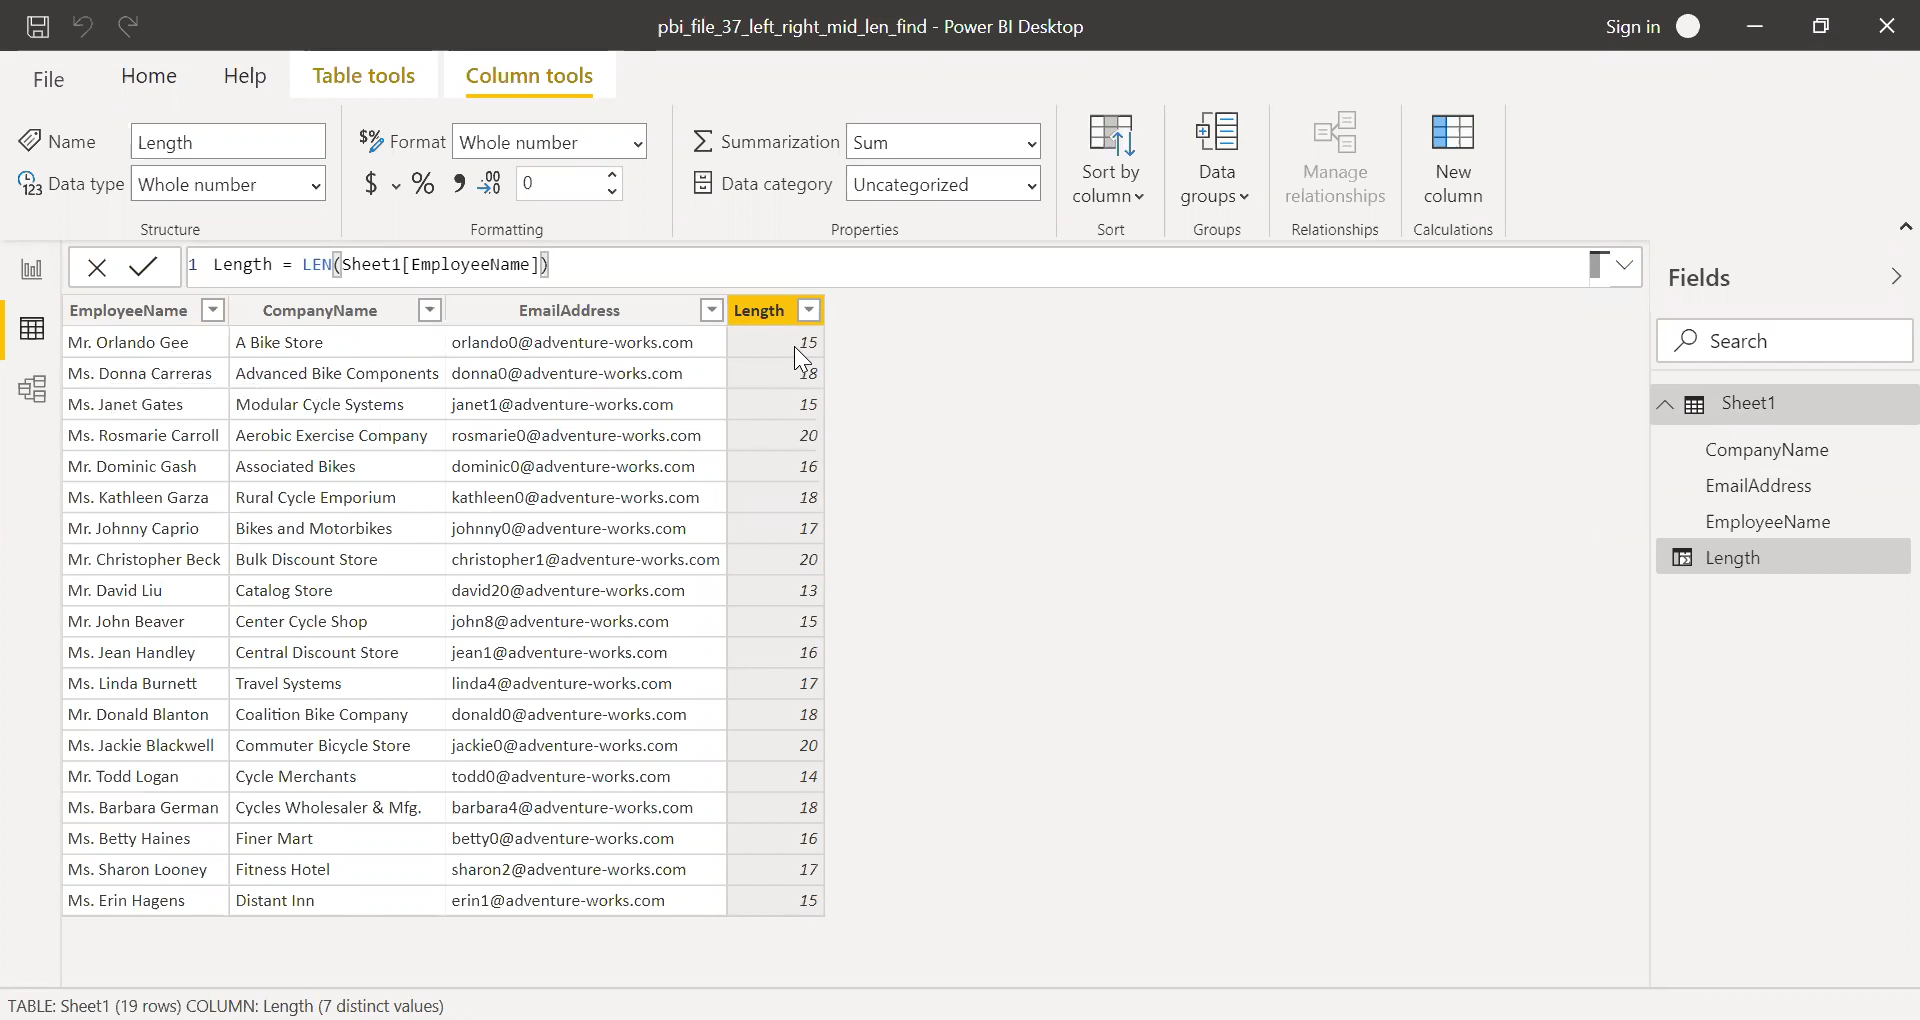 pbi_file_37_left_right_mid_len_find - Power BI Desktop
Sign in
File Home Help Table tools Column tools
Name Length
Data type Whole number
Structure
Format Whole number
$ % 0
Formatting
Summarization Sum
Data category Uncategorized
Properties
Sort by
column
Sort
Data
groups
Groups
Manage
relationships
Relationships
New
column
Calculations
1 Length = LEN(Sheet1[EmployeeName])
EmployeeName CompanyName EmailAddress Length
Mr. Orlando Gee A Bike Store orlando0@adventure-works.com 15
Ms. Donna Carreras Advanced Bike Components donna0@adventure-works.com 18
Ms. Janet Gates Modular Cycle Systems janet1@adventure-works.com 15
Ms. Rosmarie Carroll Aerobic Exercise Company rosmarie0@adventure-works.com 20
Mr. Dominic Gash Associated Bikes dominic0@adventure-works.com 16
Ms. Kathleen Garza Rural Cycle Emporium kathleen0@adventure-works.com 18
Mr. Johnny Caprio Bikes and Motorbikes johnny0@adventure-works.com 17
Mr. Christopher Beck Bulk Discount Store christopher1@adventure-works.com 20
Mr. David Liu Catalog Store david20@adventure-works.com 13
Mr. John Beaver Center Cycle Shop john8@adventure-works.com 15
Ms. Jean Handley Central Discount Store jean1@adventure-works.com 16
Ms. Linda Burnett Travel Systems linda4@adventure-works.com 17
Mr. Donald Blanton Coalition Bike Company donald0@adventure-works.com 18
Ms. Jackie Blackwell Commuter Bicycle Store jackie0@adventure-works.com 20
Mr. Todd Logan Cycle Merchants todd0@adventure-works.com 14
Ms. Barbara German Cycles Wholesaler & Mfg. barbara4@adventure-works.com 18
Ms. Betty Haines Finer Mart betty0@adventure-works.com 16
Ms. Sharon Looney Fitness Hotel sharon2@adventure-works.com 17
Ms. Erin Hagens Distant Inn erin1@adventure-works.com 15
Fields
Search
Sheet1
CompanyName
EmailAddress
EmployeeName
Length
TABLE: Sheet1 (19 rows) COLUMN: Length (7 distinct values)